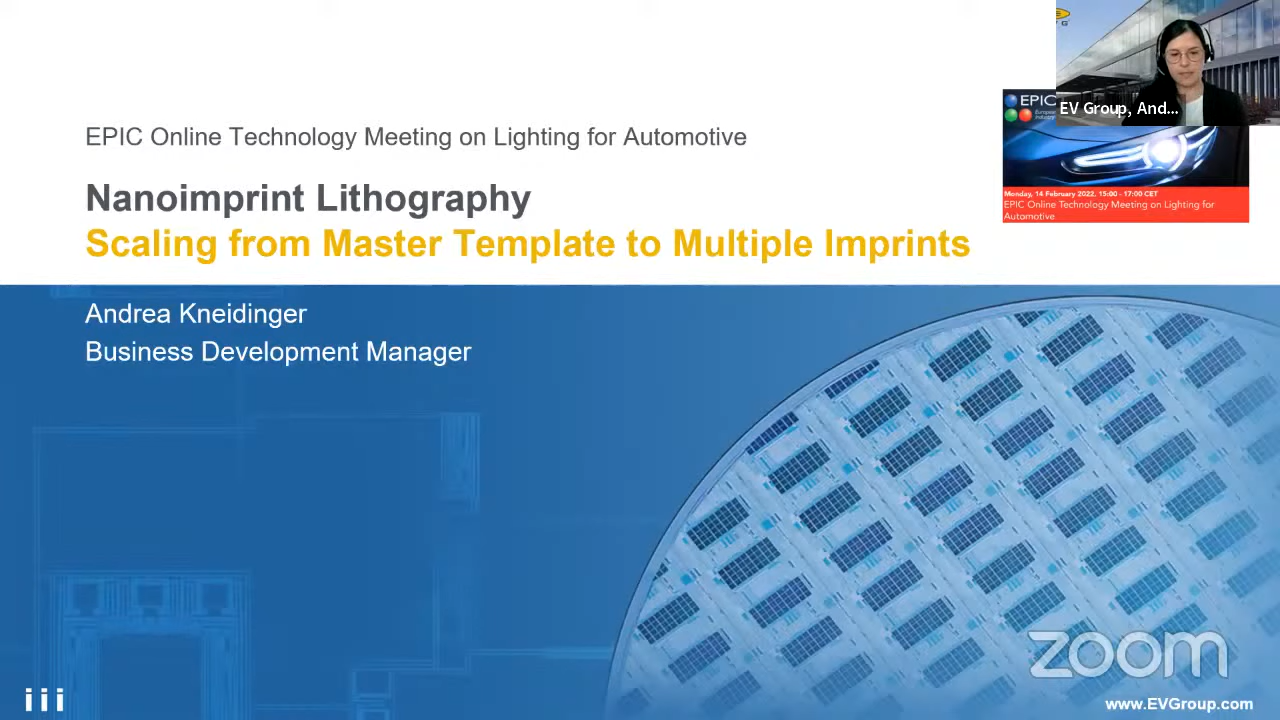 EPIC Online Technology Meeting on Lighting for Automotive
Nanoimprint Lithography
Scaling from Master Template to Multiple Imprints
Andrea Kneidinger
Business Development Manager
EV Group, And...
EPIC
Monday, 14 February 2022, 15:00 - 17:00 CET
EPIC Online Technology Meeting on Lighting for
Automotive
zoom
www.EVGroup.com